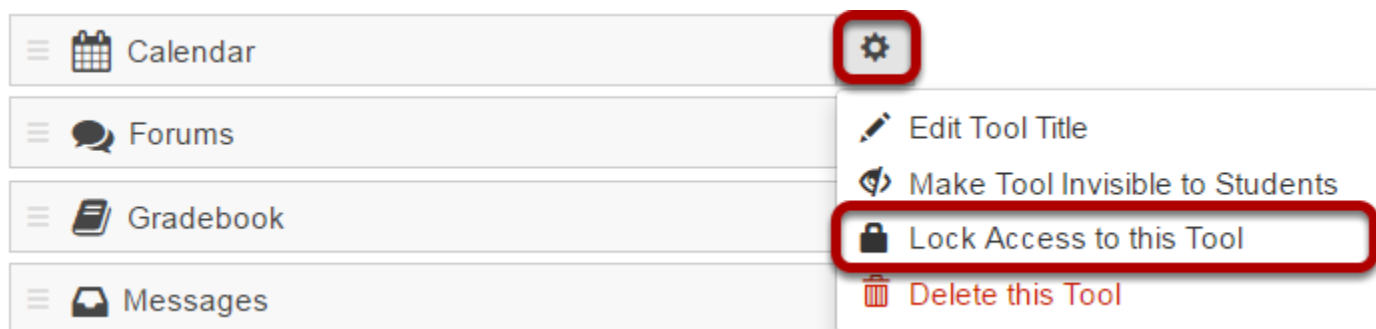 Calendar
Forums
Edit Tool Title
Make Tool Invisible to Students
Gradebook
Lock Access to this Tool
Messages
Delete this Tool